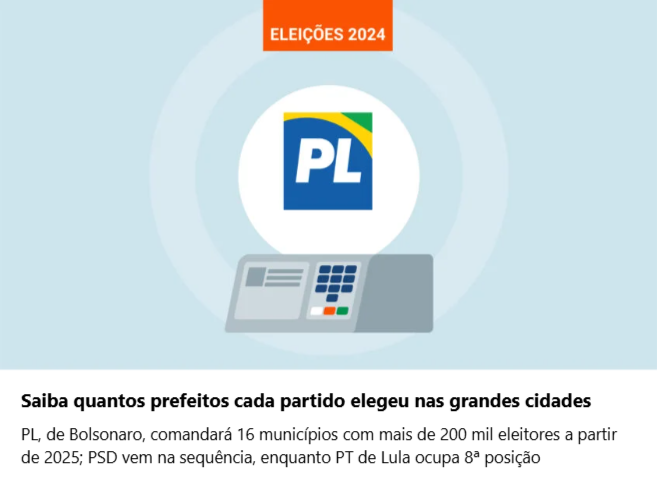 ELEIÇÕES 2024
PL
Saiba quantos prefeitos cada partido elegeu nas grandes cidades
PL, de Bolsonaro, comandará 16 municípios com mais de 200 mil eleitores a partir
de 2025; PSD vem na sequência, enquanto PT de Lula ocupa 8ª posição